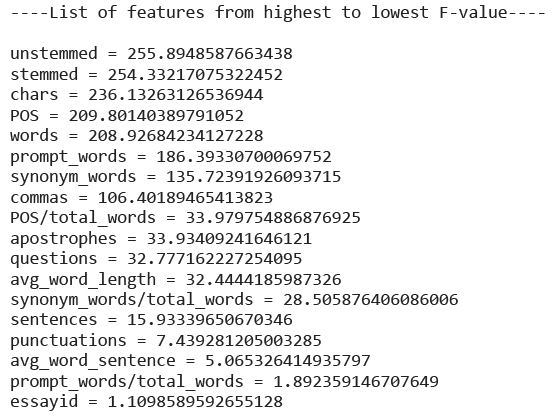 ----List of features from highest to lowest F-value----
unstemmed = 255.8948587663438
stemmed = 254.33217075322452
chars = 236.13263126536944
POS = 209.80140389791052
words = 208.92684234127228
prompt_words = 186.39330700069752
synonym_words = 135.72391926093715
commas = 106.40189465413823
POS/total_words = 33.979754886876925
apostrophes = 33.93409241646121
questions = 32.777162227254095
avg_word_length = 32.4444185987326
synonym_words/total_words = 28.505876406086006
sentences = 15.93339650670346
punctuations = 7.439281205003285
avg_word_sentence = 5.065326414935797
prompt_words/total_words = 1.892359146707649
essayid = 1.1098589592655128